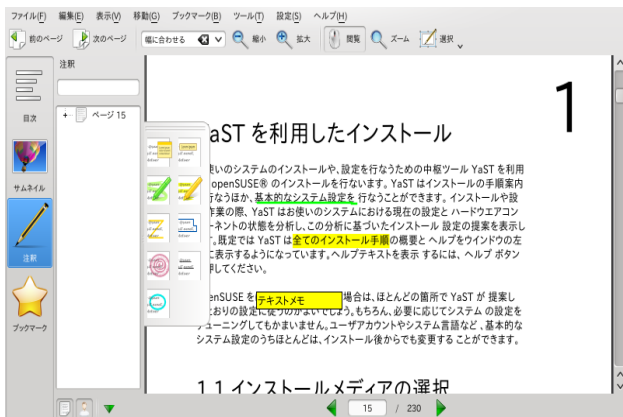 ファイル(F) 編集(E) 表示(V) 移動(G) ブックマーク(B) ツール(T) 設定(S) ヘルプ(H)
前のページ 次のページ 幅に合わせる 縮小 拡大 閲覧 ズーム 選択
注釈
目次
サムネイル
注釈
ブックマーク
ページ 15
1
aST を利用したインストール
使いのシステムのインストールや、設定を行なうための中枢ツール YaST を利用
openSUSE® のインストールを行ないます。YaST はインストールの手順案内
行なうほか、基本的なシステム設定を 行なうことができます。インストールや設
作業の際、YaST はお使いのシステムにおける現在の設定と ハードウエアコン
ーネントの状態を分析し、この分析に基づいたインストール 設定の提案を表示し
。既定では YaST は全てのインストール手順の概要と ヘルプをウインドウの左
に表示するようになっています。ヘルプテキストを表示 するには、ヘルプ ボタン
押してください。
enSUSE を テキストメモ 場合は、ほとんどの箇所で YaST が 提案し
とおりの設定に従うのがよいでしょう。もちろん、必要に応じてシステム の設定を
チューニングしてもかまいません。ユーザアカウントやシステム言語など 、基本的な
システム設定のうちほとんどは、インストール後からでも変更する ことができます。
1.1 インストールメディアの選択
15 / 230